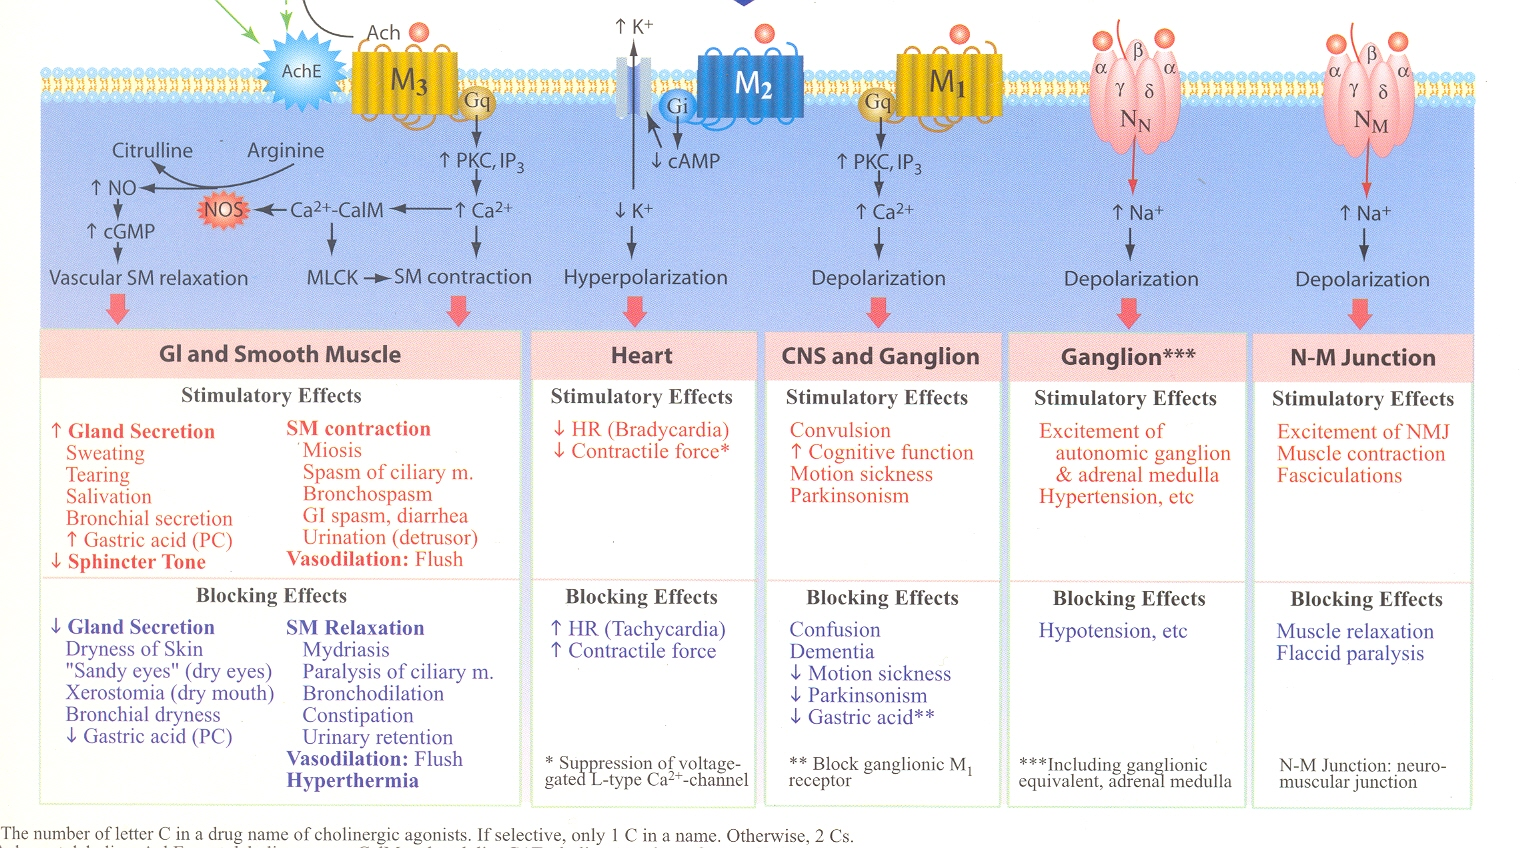 Ach
AchE
M3
Gq
↑ K+
Gi
M2
Gq
M1
α
β
α
γ
δ
NN
α
β
α
γ
δ
NM
Citrulline
Arginine
↑ PKC, IP3
↓ cAMP
↑ PKC, IP3
↑ NO
NOS
Ca2+-CalM
↑ Ca2+
↓ K+
↑ Ca2+
↑ Na+
↑ Na+
↑ cGMP
Vascular SM relaxation
MLCK
SM contraction
Hyperpolarization
Depolarization
Depolarization
Depolarization
GI and Smooth Muscle
Stimulatory Effects
↑ Gland Secretion
Sweating
Tearing
Salivation
Bronchial secretion
↑ Gastric acid (PC)
↓ Sphincter Tone
SM contraction
Miosis
Spasm of ciliary m.
Bronchospasm
GI spasm, diarrhea
Urination (detrusor)
Vasodilation: Flush
Blocking Effects
↓ Gland Secretion
Dryness of Skin
"Sandy eyes" (dry eyes)
Xerostomia (dry mouth)
Bronchial dryness
↓ Gastric acid (PC)
SM Relaxation
Mydriasis
Paralysis of ciliary m.
Bronchodilation
Constipation
Urinary retention
Vasodilation: Flush
Hyperthermia
Heart
Stimulatory Effects
↓ HR (Bradycardia)
↓ Contractile force*
Blocking Effects
↑ HR (Tachycardia)
↑ Contractile force
* Suppression of voltage-
gated L-type Ca2+-channel
CNS and Ganglion
Stimulatory Effects
Convulsion
↑ Cognitive function
Motion sickness
Parkinsonism
Blocking Effects
Confusion
Dementia
↓ Motion sickness
↓ Parkinsonism
↓ Gastric acid**
** Block ganglionic M1
receptor
Ganglion***
Stimulatory Effects
Excitement of
autonomic ganglion
& adrenal medulla
Hypertension, etc
Blocking Effects
Hypotension, etc
***Including ganglionic
equivalent, adrenal medulla
N-M Junction
Stimulatory Effects
Excitement of NMJ
Muscle contraction
Fasciculations
Blocking Effects
Muscle relaxation
Flaccid paralysis
N-M Junction: neuro-
muscular junction
The number of letter C in a drug name of cholinergic agonists. If selective, only 1 C in a name. Otherwise, 2 Cs.